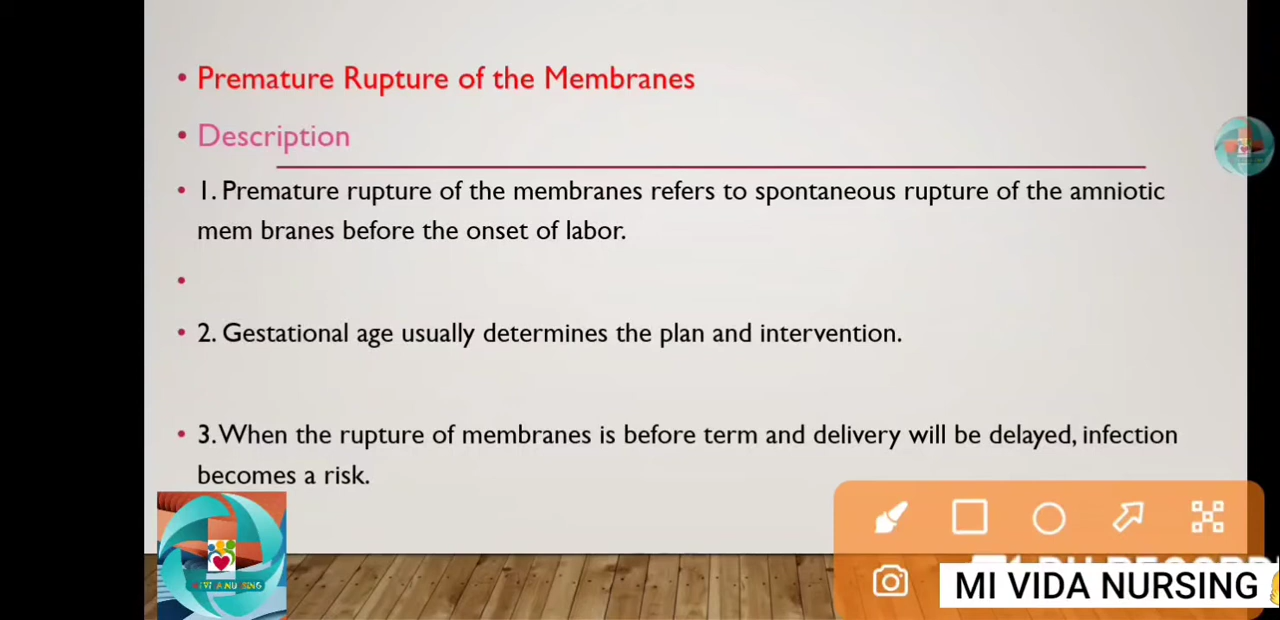 • Premature Rupture of the Membranes
• Description
• 1. Premature rupture of the membranes refers to spontaneous rupture of the amniotic
mem branes before the onset of labor.
•
• 2. Gestational age usually determines the plan and intervention.
• 3. When the rupture of membranes is before term and delivery will be delayed, infection
becomes a risk.
MI VIDA NURSING